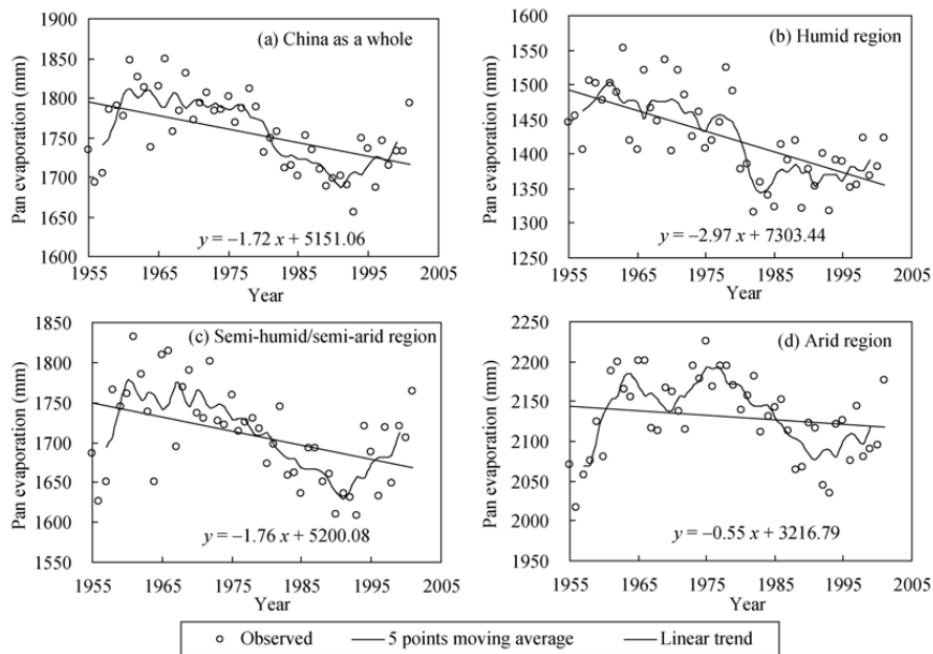 (a) China as a whole
Pan evaporation (mm)
1900
1850
1800
1750
1700
1650
1600
y = –1.72 x + 5151.06
1955 1965 1975 1985 1995 2005
Year
(b) Humid region
Pan evaporation (mm)
1600
1550
1500
1450
1400
1350
1300
1250
y = –2.97 x + 7303.44
1955 1965 1975 1985 1995 2005
Year
(c) Semi-humid/semi-arid region
Pan evaporation (mm)
1850
1800
1750
1700
1650
1600
1550
y = –1.76 x + 5200.08
1955 1965 1975 1985 1995 2005
Year
(d) Arid region
Pan evaporation (mm)
2250
2200
2150
2100
2050
2000
1950
y = –0.55 x + 3216.79
1955 1965 1975 1985 1995 2005
Year
Observed 5 points moving average Linear trend